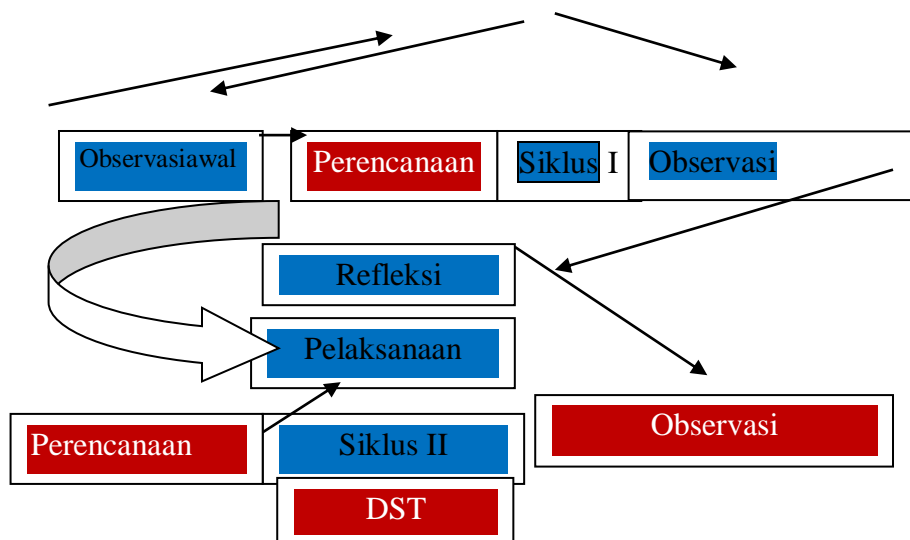 Observasiawal
Perencanaan
Siklus I
Observasi
Refleksi
Pelaksanaan
Perencanaan
Siklus II
Observasi
DST